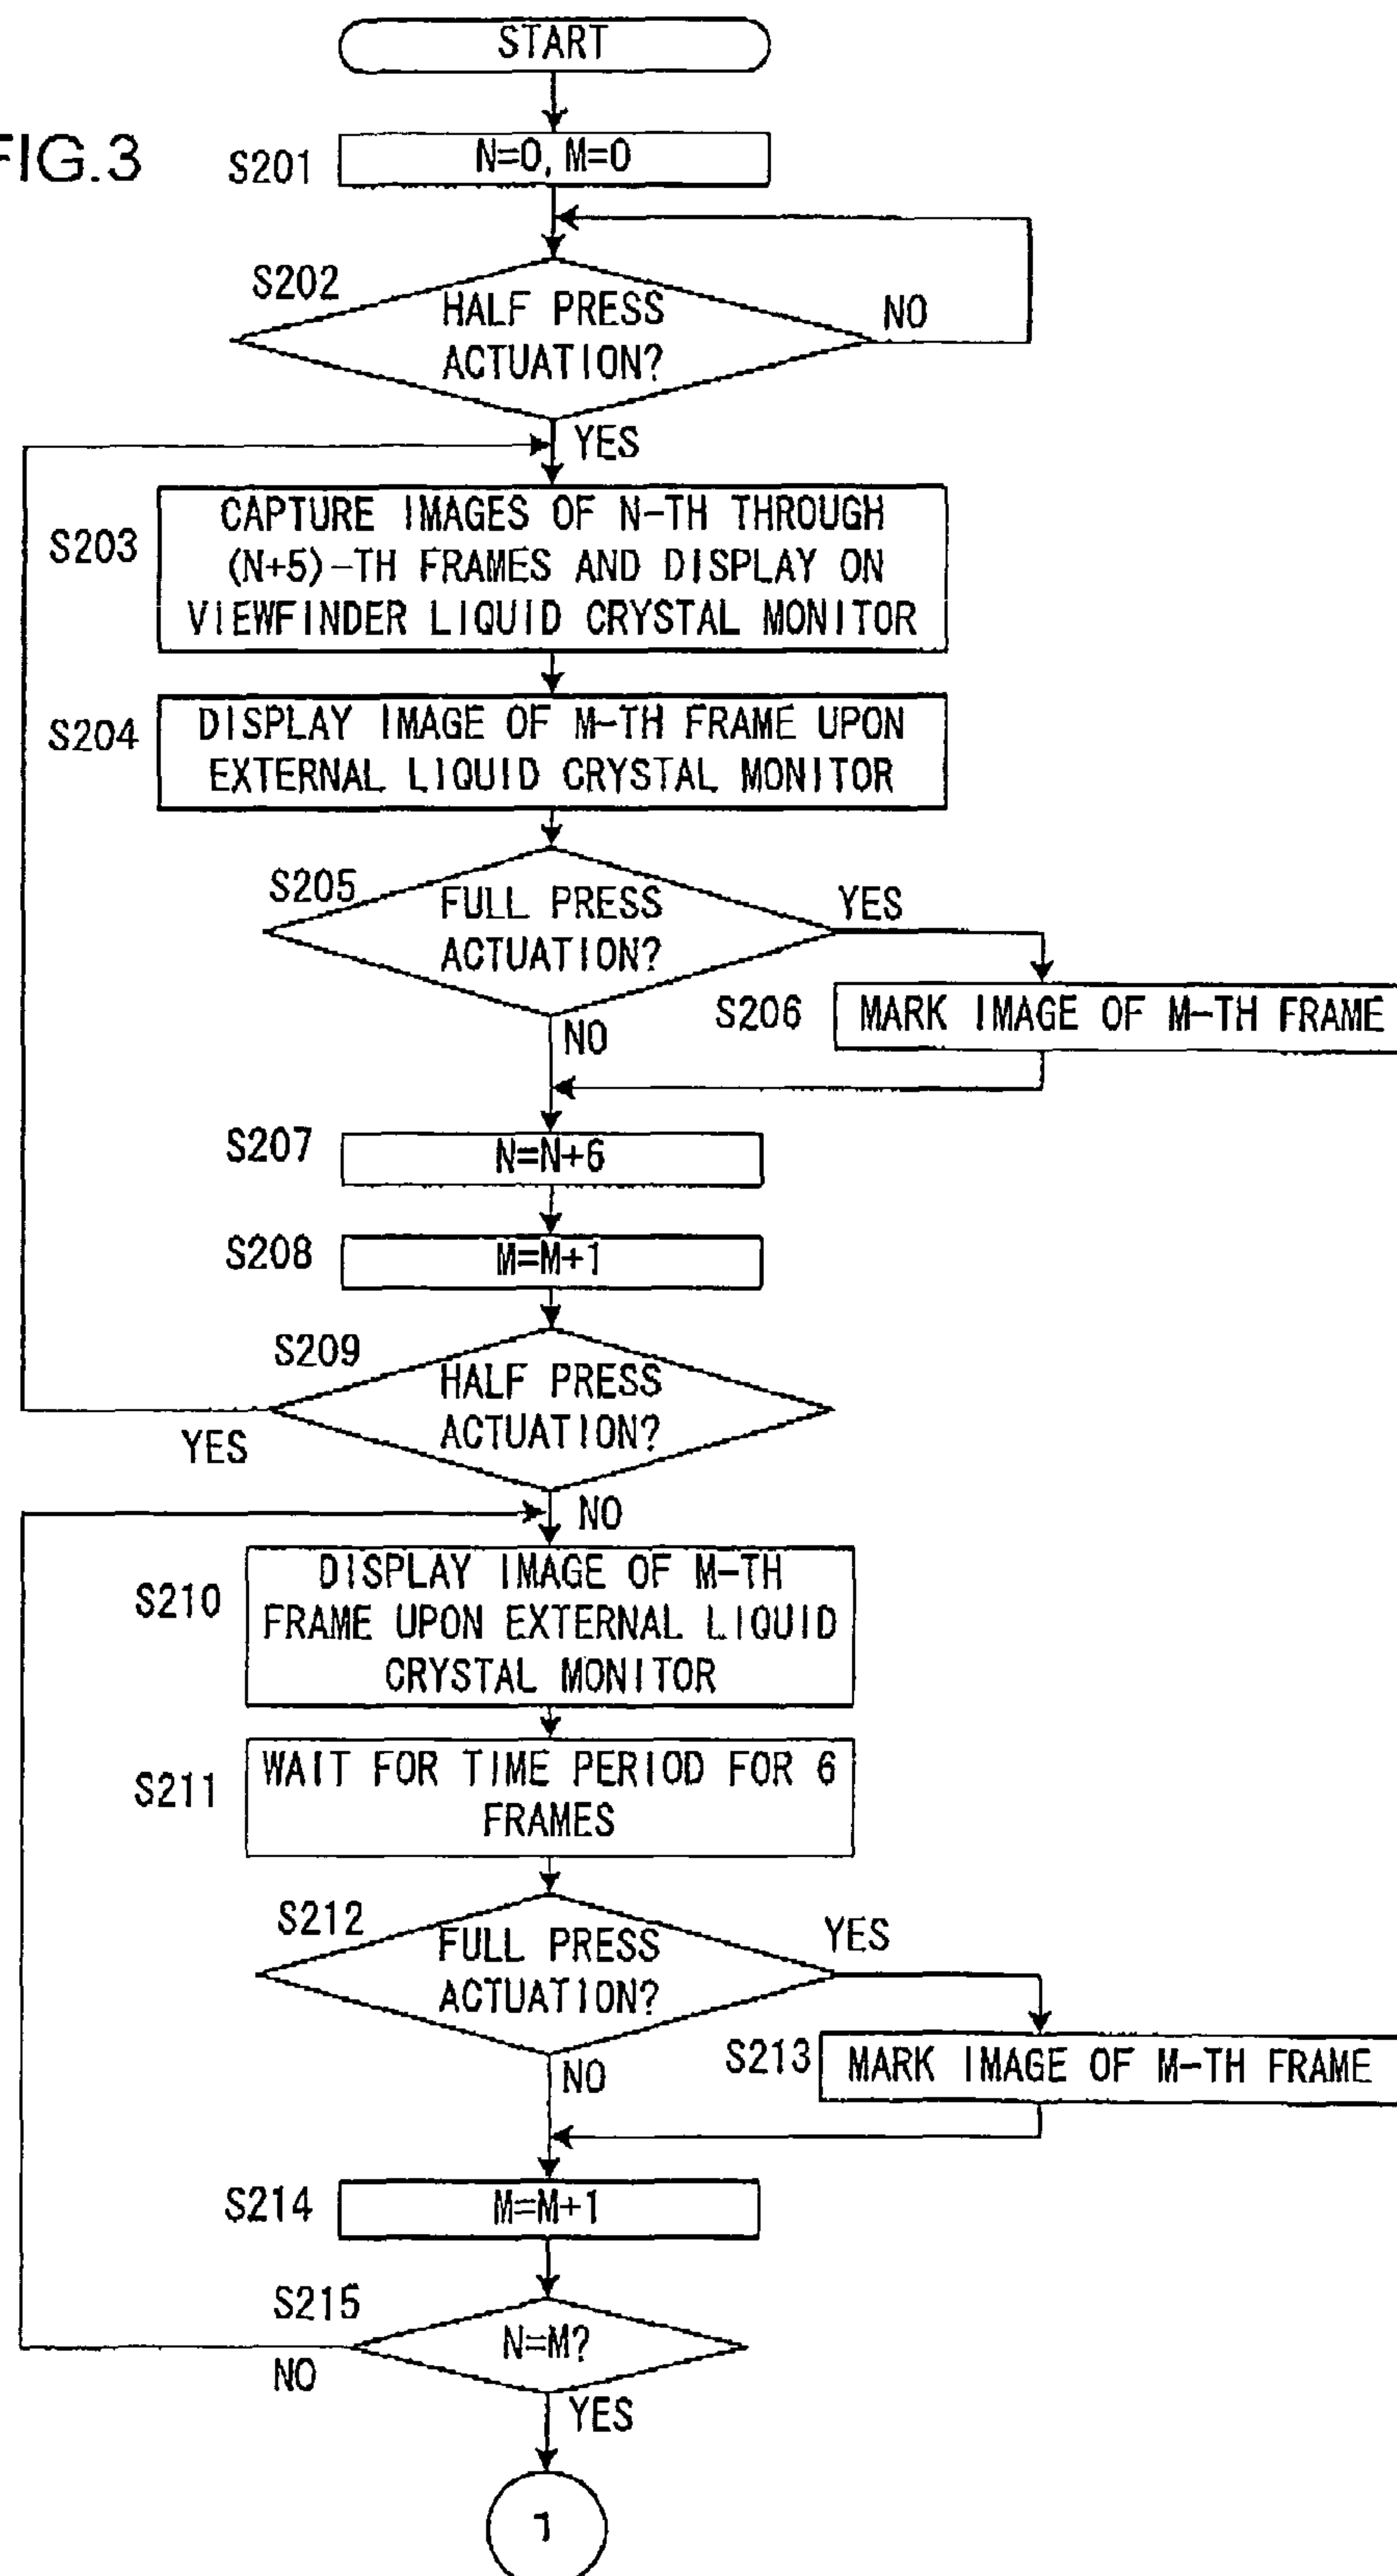 START
FIG.3
S201
N=0, M=0
S202
HALF PRESS
ACTUATION?
NO
YES
S203
CAPTURE IMAGES OF N-TH THROUGH
(N+5)-TH FRAMES AND DISPLAY ON
VIEWFINDER LIQUID CRYSTAL MONITOR
S204
DISPLAY IMAGE OF M-TH FRAME UPON
EXTERNAL LIQUID CRYSTAL MONITOR
S205
FULL PRESS
ACTUATION?
YES
S206
MARK IMAGE OF M-TH FRAME
NO
S207
N=N+6
S208
M=M+1
S209
HALF PRESS
ACTUATION?
YES
NO
S210
DISPLAY IMAGE OF M-TH
FRAME UPON EXTERNAL LIQUID
CRYSTAL MONITOR
S211
WAIT FOR TIME PERIOD FOR 6
FRAMES
S212
FULL PRESS
ACTUATION?
YES
S213
MARK IMAGE OF M-TH FRAME
NO
S214
M=M+1
S215
N=M?
NO
YES
1